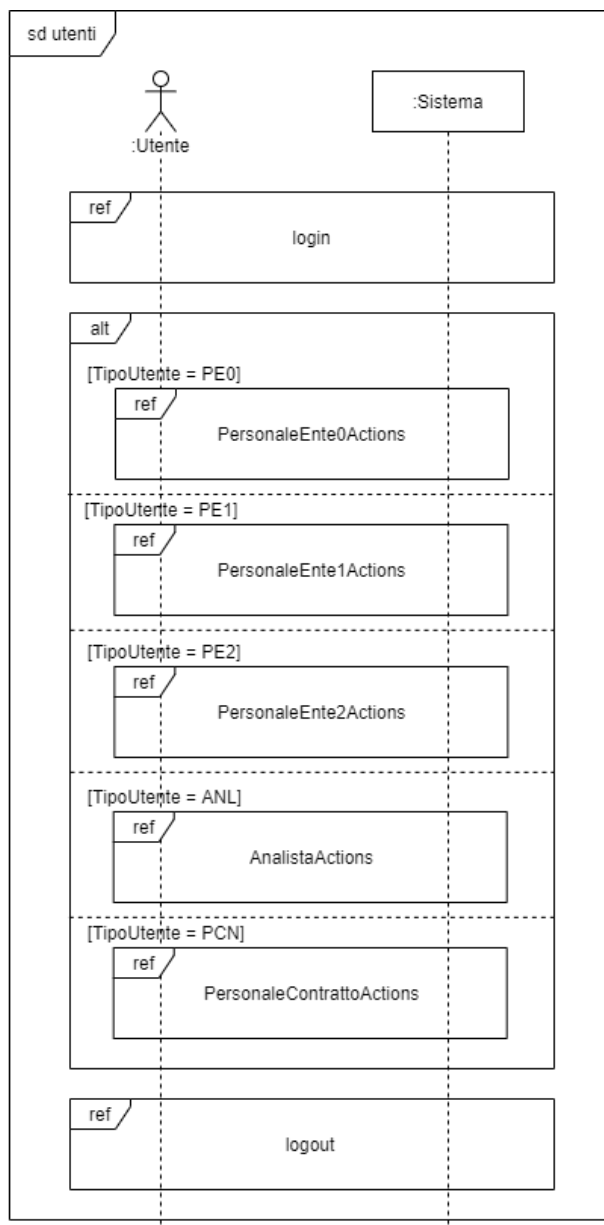 sd utenti
:Sistema
:Utente
ref
login
alt
[TipoUtente = PE0]
ref
PersonaleEnte0Actions
[TipoUtente = PE1]
ref
PersonaleEnte1Actions
[TipoUtente = PE2]
ref
PersonaleEnte2Actions
[TipoUtente = ANL]
ref
AnalistaActions
[TipoUtente = PCN]
ref
PersonaleContrattoActions
ref
logout